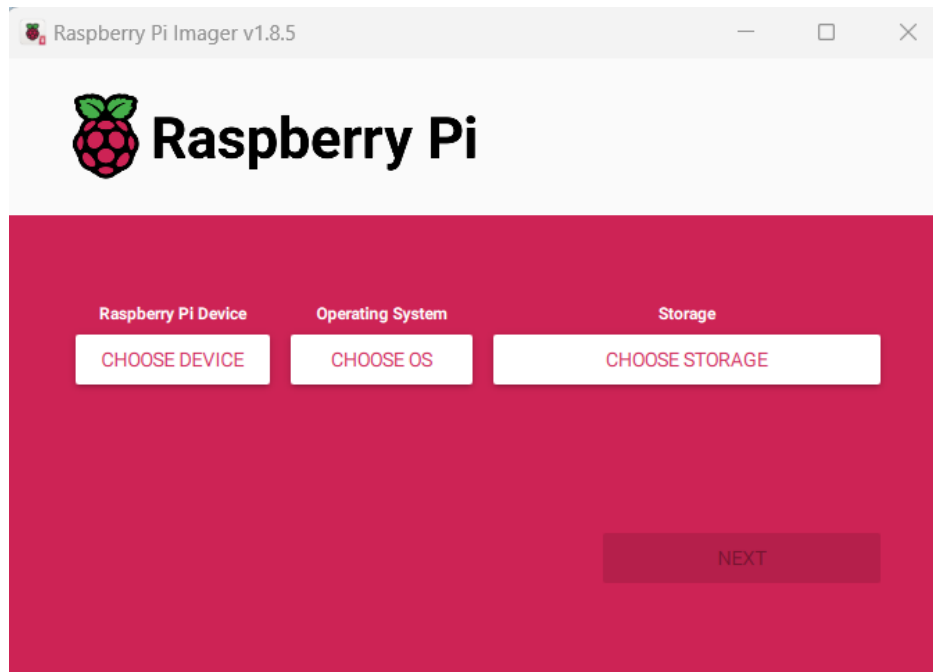 Raspberry Pi Imager v1.8.5
Raspberry Pi
Raspberry Pi Device
Operating System
Storage
CHOOSE DEVICE
CHOOSE OS
CHOOSE STORAGE
NEXT